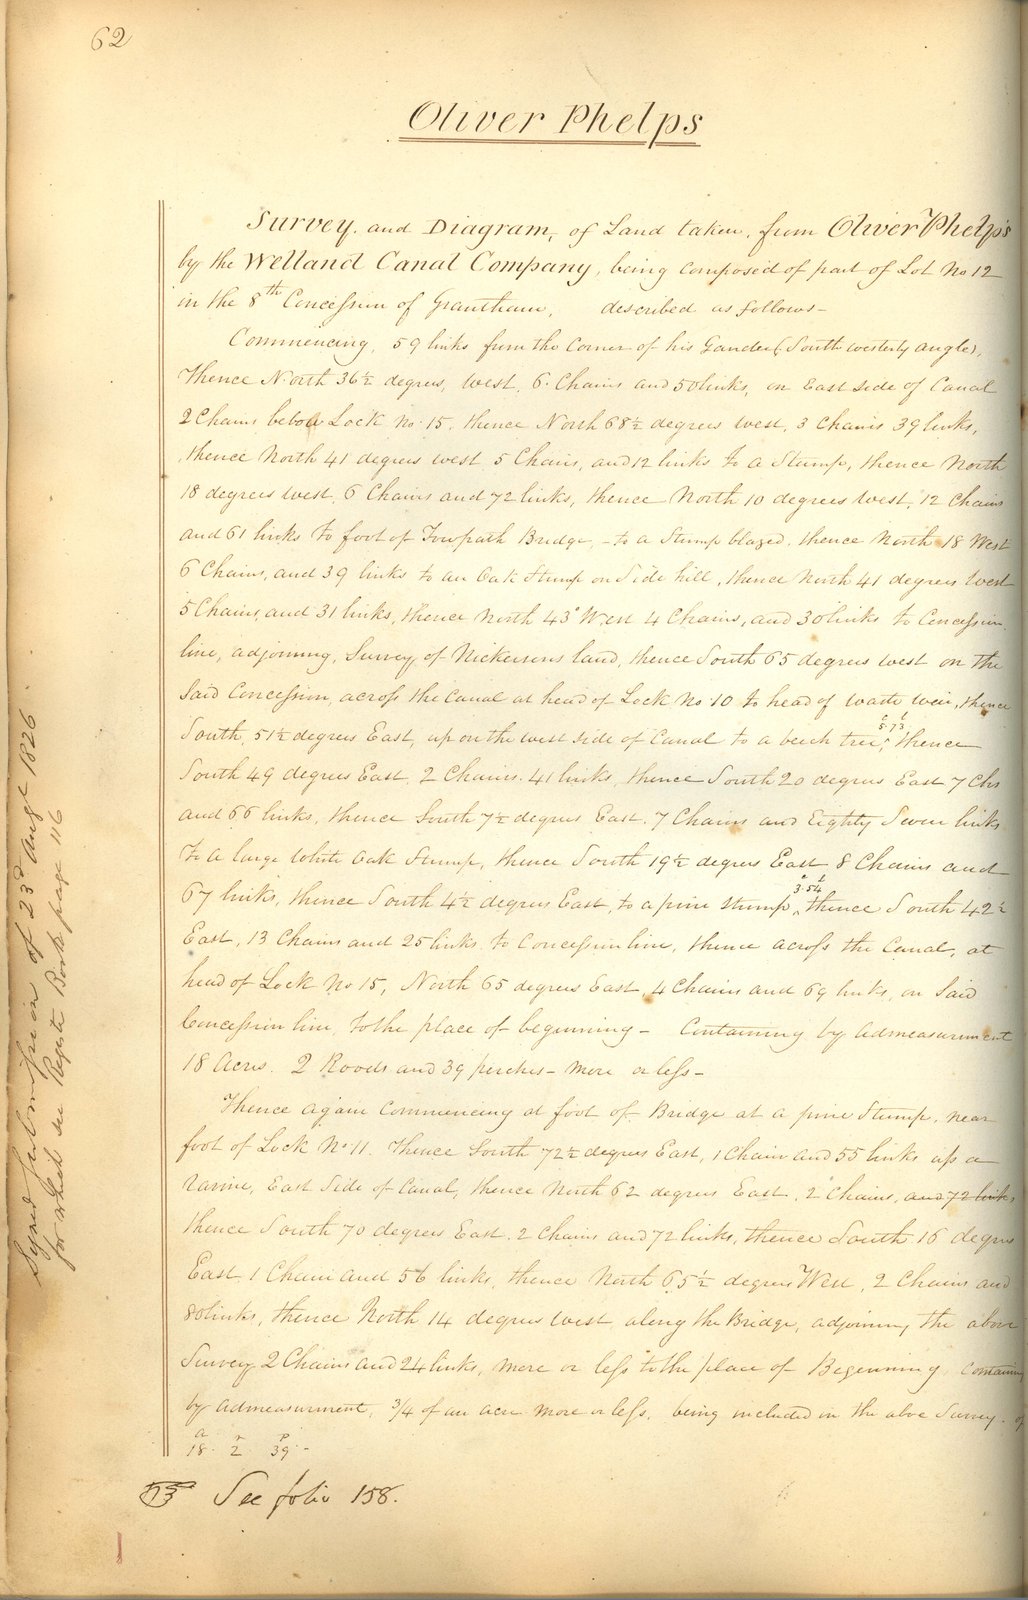 62
Oliver Phelps
Survey and Diagram, of Land taken, from Oliver Phelps
by the Welland Canal Company, being composed of part of Lot No 12
in the 8th Concession of Grantham, described as follows—
Commencing, 59 links from the Corner of his Garden (South westerly angle),
thence North 36½ degrees, West, 6 Chains and 50 links, on East side of Canal
2 Chains below Lock No. 15, thence North 68½ degrees west, 3 Chains 39 links,
thence North 41 degrees west 5 Chain, and 12 links to a Stump, thence North
18 degrees west, 6 Chains and 72 links, thence North 10 degrees West, 12 Chains
and 61 links to foot of Towpath Bridge, – to a Stump blazed, thence North 18 West
6 Chains, and 39 links to an Oak Stump on Side hill, thence North 41 degrees West
5 Chains, and 31 links, thence North 43° West 4 Chains, and 30 links to Concession
line, adjoining, Survey of Nickersons land, thence South 65 degrees west on the
Said Concession, across the Canal at head of Lock No 10 to head of waste weir, thence
South, 51½ degrees East, up on the west side of Canal to a beech tree, c 5. l 73. thence
South 49 degrees East, 2 Chains. 41 links, thence South 20 degrees East 7 Chs
and 66 links, thence South 7½ degrees East. 7 Chains and Eighty Seven links
to a large White Oak Stump, thence South 19½ degrees East 8 Chains and
67 links, thence South 4½ degrees East, to a pine Stump, c 3. l 54 thence South 42½
East, 13 Chains and 25 links to Concession line, thence across the Canal, at
head of Lock No 15, North 65 degrees East, 4 Chains and 69 links, on Said
Concession line, to the place of beginning – Containing by admeasurement
18 Acres. 2 Roods and 39 perches – more or less –
Thence again Commencing at foot of Bridge at a pine Stump, near
foot of Lock No. 11. thence South 72½ degrees East, 1 Chain and 55 links up a
ravine, East Side of Canal, thence North 62 degrees East, 2 Chains, and 72 links,
thence South 70 degrees East. 2 Chains and 72 links, thence South 16 degrees
East, 1 Chain and 56 links, thence North 65½ degrees West, 2 Chains and
80 links, thence North 14 degrees west along the Bridge, adjoining the above
Survey 2 Chains and 24 links, more or less to the place of Beginning, Containing
by admeasurment, 3/4 of an acre more or less, being included in the abve Survey. of
a 18. r 2 p 39 –
See folio 158.
Signed Submission of 23d Augt 1826
for which see Registr Book page 116